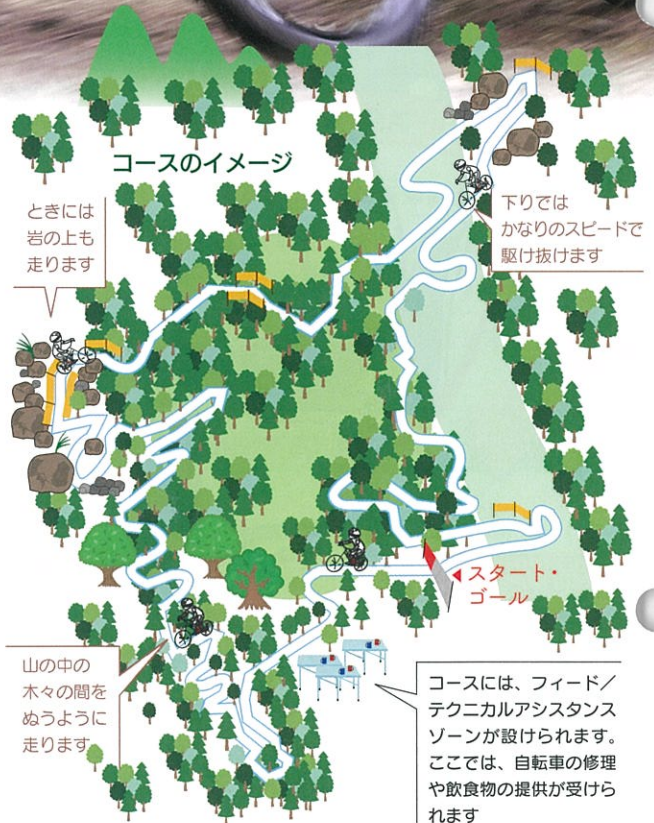 コースのイメージ
ときには
岩の上も
走ります
下りでは
かなりのスピードで
駆け抜けます
スタート・
ゴール
山の中の
木々の間を
ぬうように
走ります
コースには、フィード／
テクニカルアシスタンス
ゾーンが設けられます。
ここでは、自転車の修理
や飲食物の提供が受けら
れます